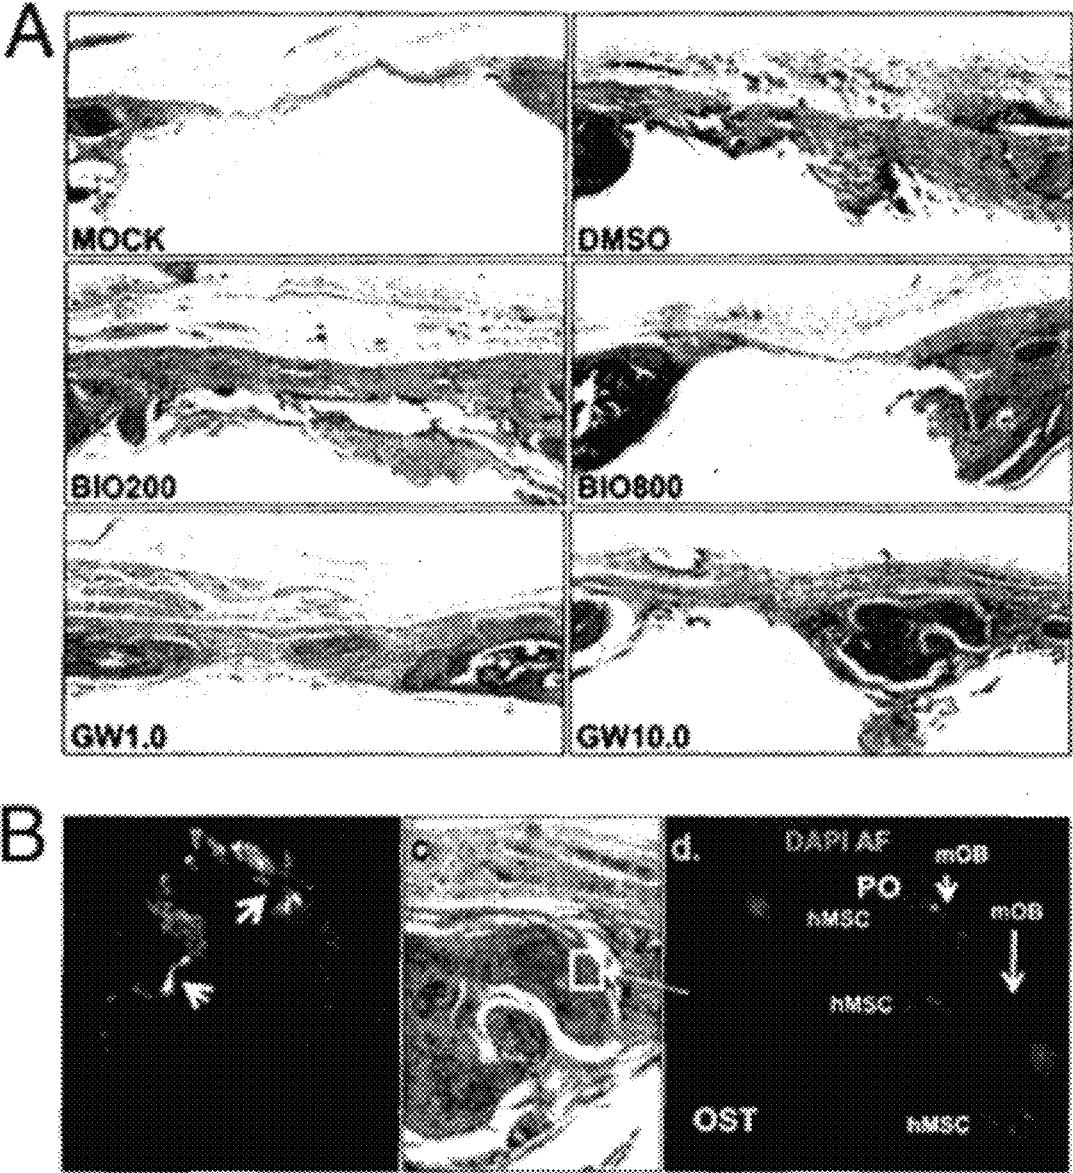 A
MOCK
DMSO
BIO200
BIO800
GW1.0
GW10.0
B
c
d.
DAPI AF
mOB
PO
hMSC
mOB
hMSC
OST
hMSC